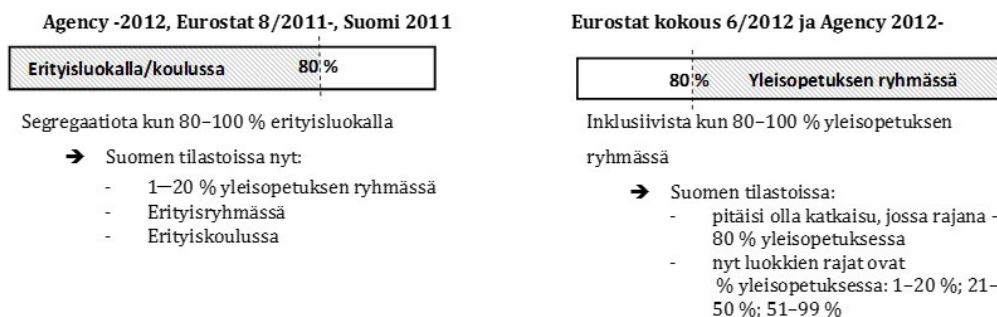 Agency -2012, Eurostat 8/2011-, Suomi 2011
Erityisluokalla/koulussa 80 %
Segregaatiota kun 80–100 % erityisluokalla
➔ Suomen tilastoissa nyt:
- 1—20 % yleisopetuksen ryhmässä
- Erityisryhmässä
- Erityiskoulussa
Eurostat kokous 6/2012 ja Agency 2012-
80 % Yleisopetuksen ryhmässä
Inklusiivista kun 80–100 % yleisopetuksen
ryhmässä
➔ Suomen tilastoissa:
- pitäisi olla katkaisu, jossa rajana –
80 % yleisopetuksessa
- nyt luokkien rajat ovat
% yleisopetuksessa: 1–20 %; 21–
50 %; 51–99 %